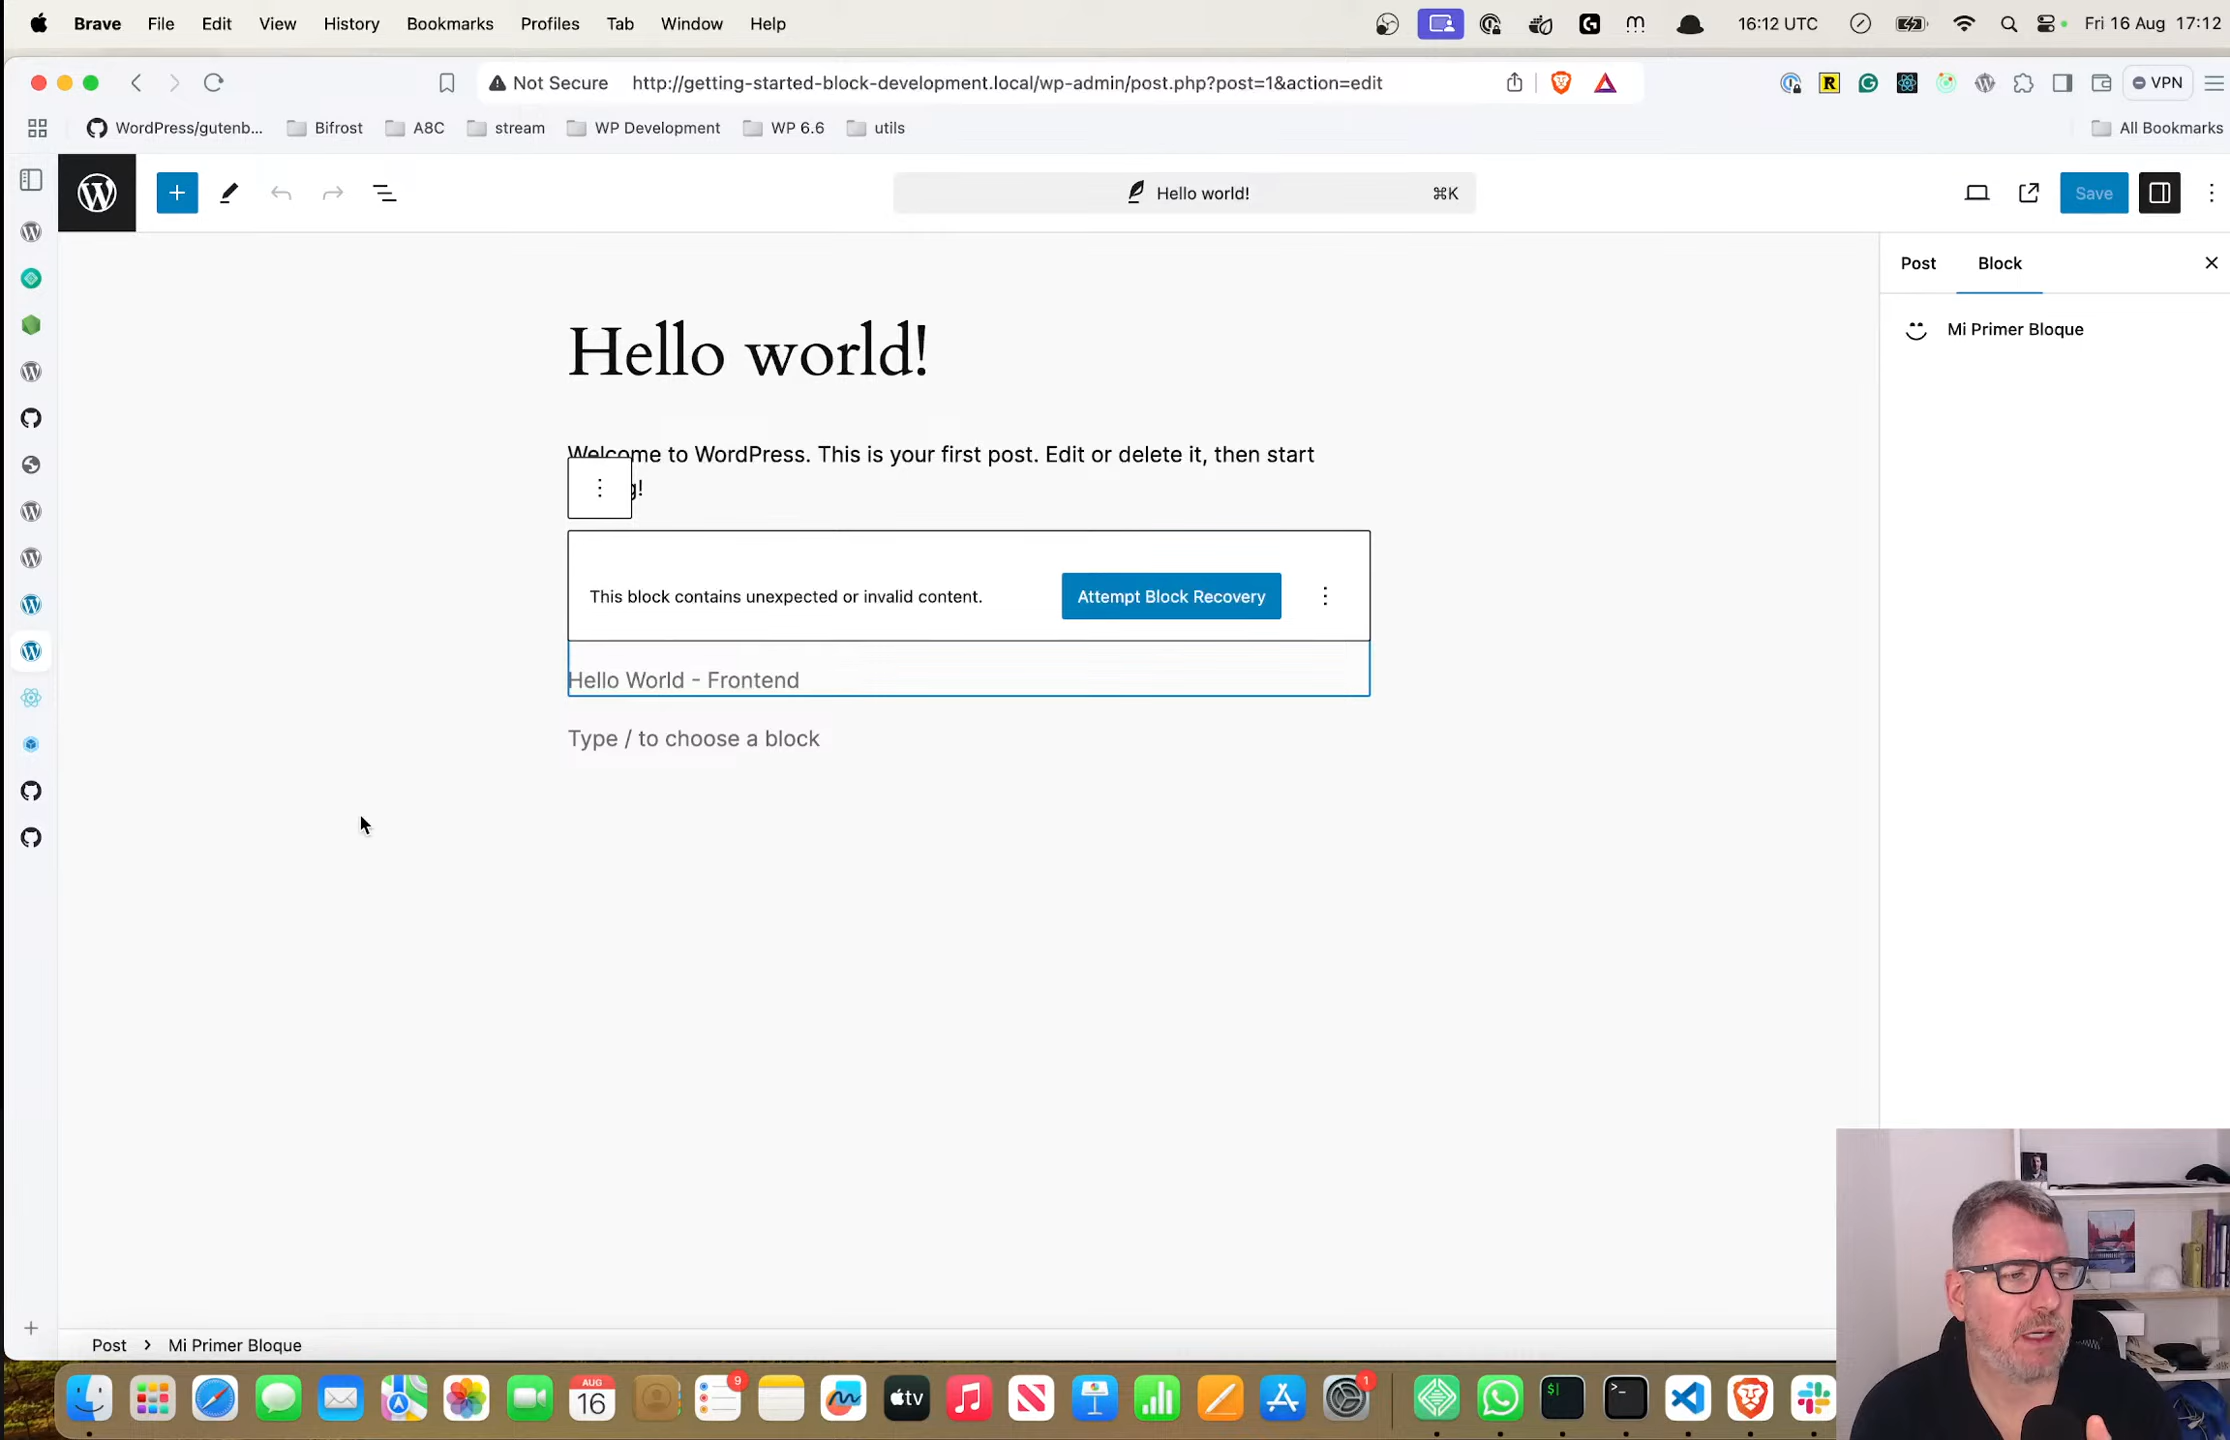 Brave File Edit View History Bookmarks Profiles Tab Window Help 16:12 UTC Fri 16 Aug 17:12
Not Secure http://getting-started-block-development.local/wp-admin/post.php?post=1&action=edit VPN
WordPress/gutenb... Bifrost A8C stream WP Development WP 6.6 utils All Bookmarks
Hello world! ⌘K Save
Post Block
Mi Primer Bloque
Hello world!
Welcome to WordPress. This is your first post. Edit or delete it, then start
g!
This block contains unexpected or invalid content. Attempt Block Recovery
Hello World - Frontend
Type / to choose a block
Post > Mi Primer Bloque
9
AUG
16
tv
1